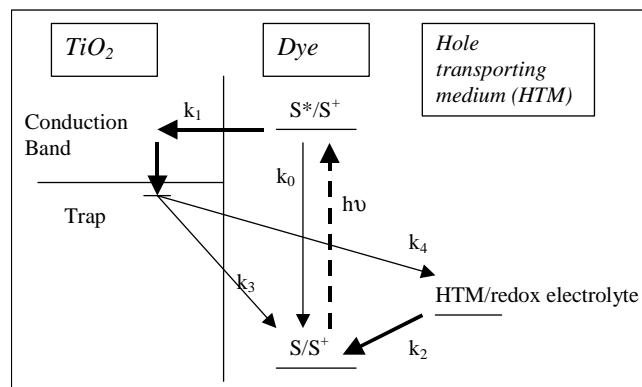 TiO2
Dye
Hole
transporting
medium (HTM)
k1
S*/S+
Conduction
Band
k0
hυ
Trap
k4
k3
HTM/redox electrolyte
S/S+
k2